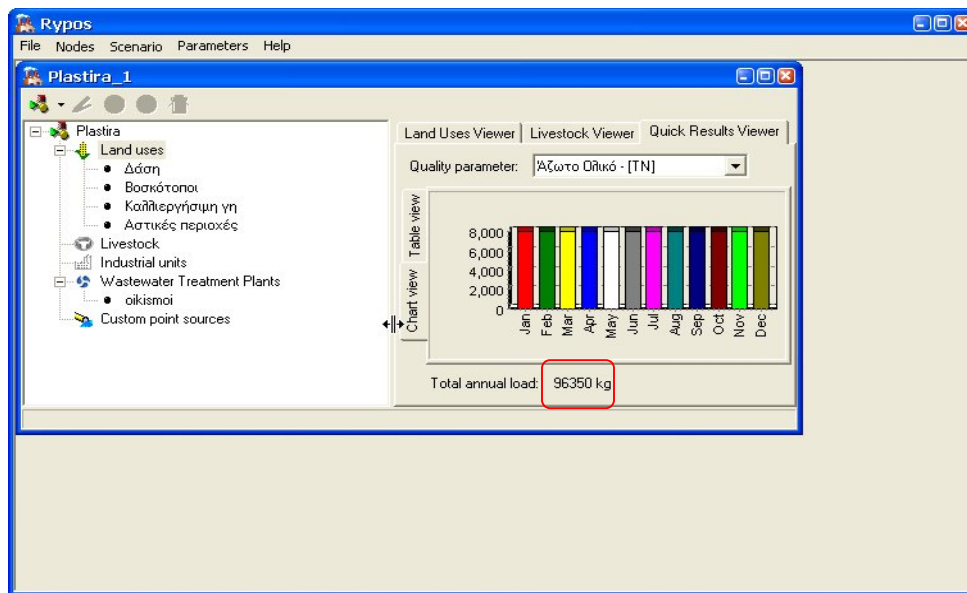 Rypos
File Nodes Scenario Parameters Help
Plastira_1
Plastira
Land uses
Δάση
Βοσκότοποι
Καλλιεργήσιμη γη
Αστικές περιοχές
Livestock
Industrial units
Wastewater Treatment Plants
oikismoi
Custom point sources
Land Uses Viewer Livestock Viewer Quick Results Viewer
Quality parameter: Άζωτο Ολικό - [TN]
Table view
Chart view
8,000
6,000
4,000
2,000
0
Jan Feb Mar Apr May Jun Jul Aug Sep Oct Nov Dec
Total annual load: 96350 kg